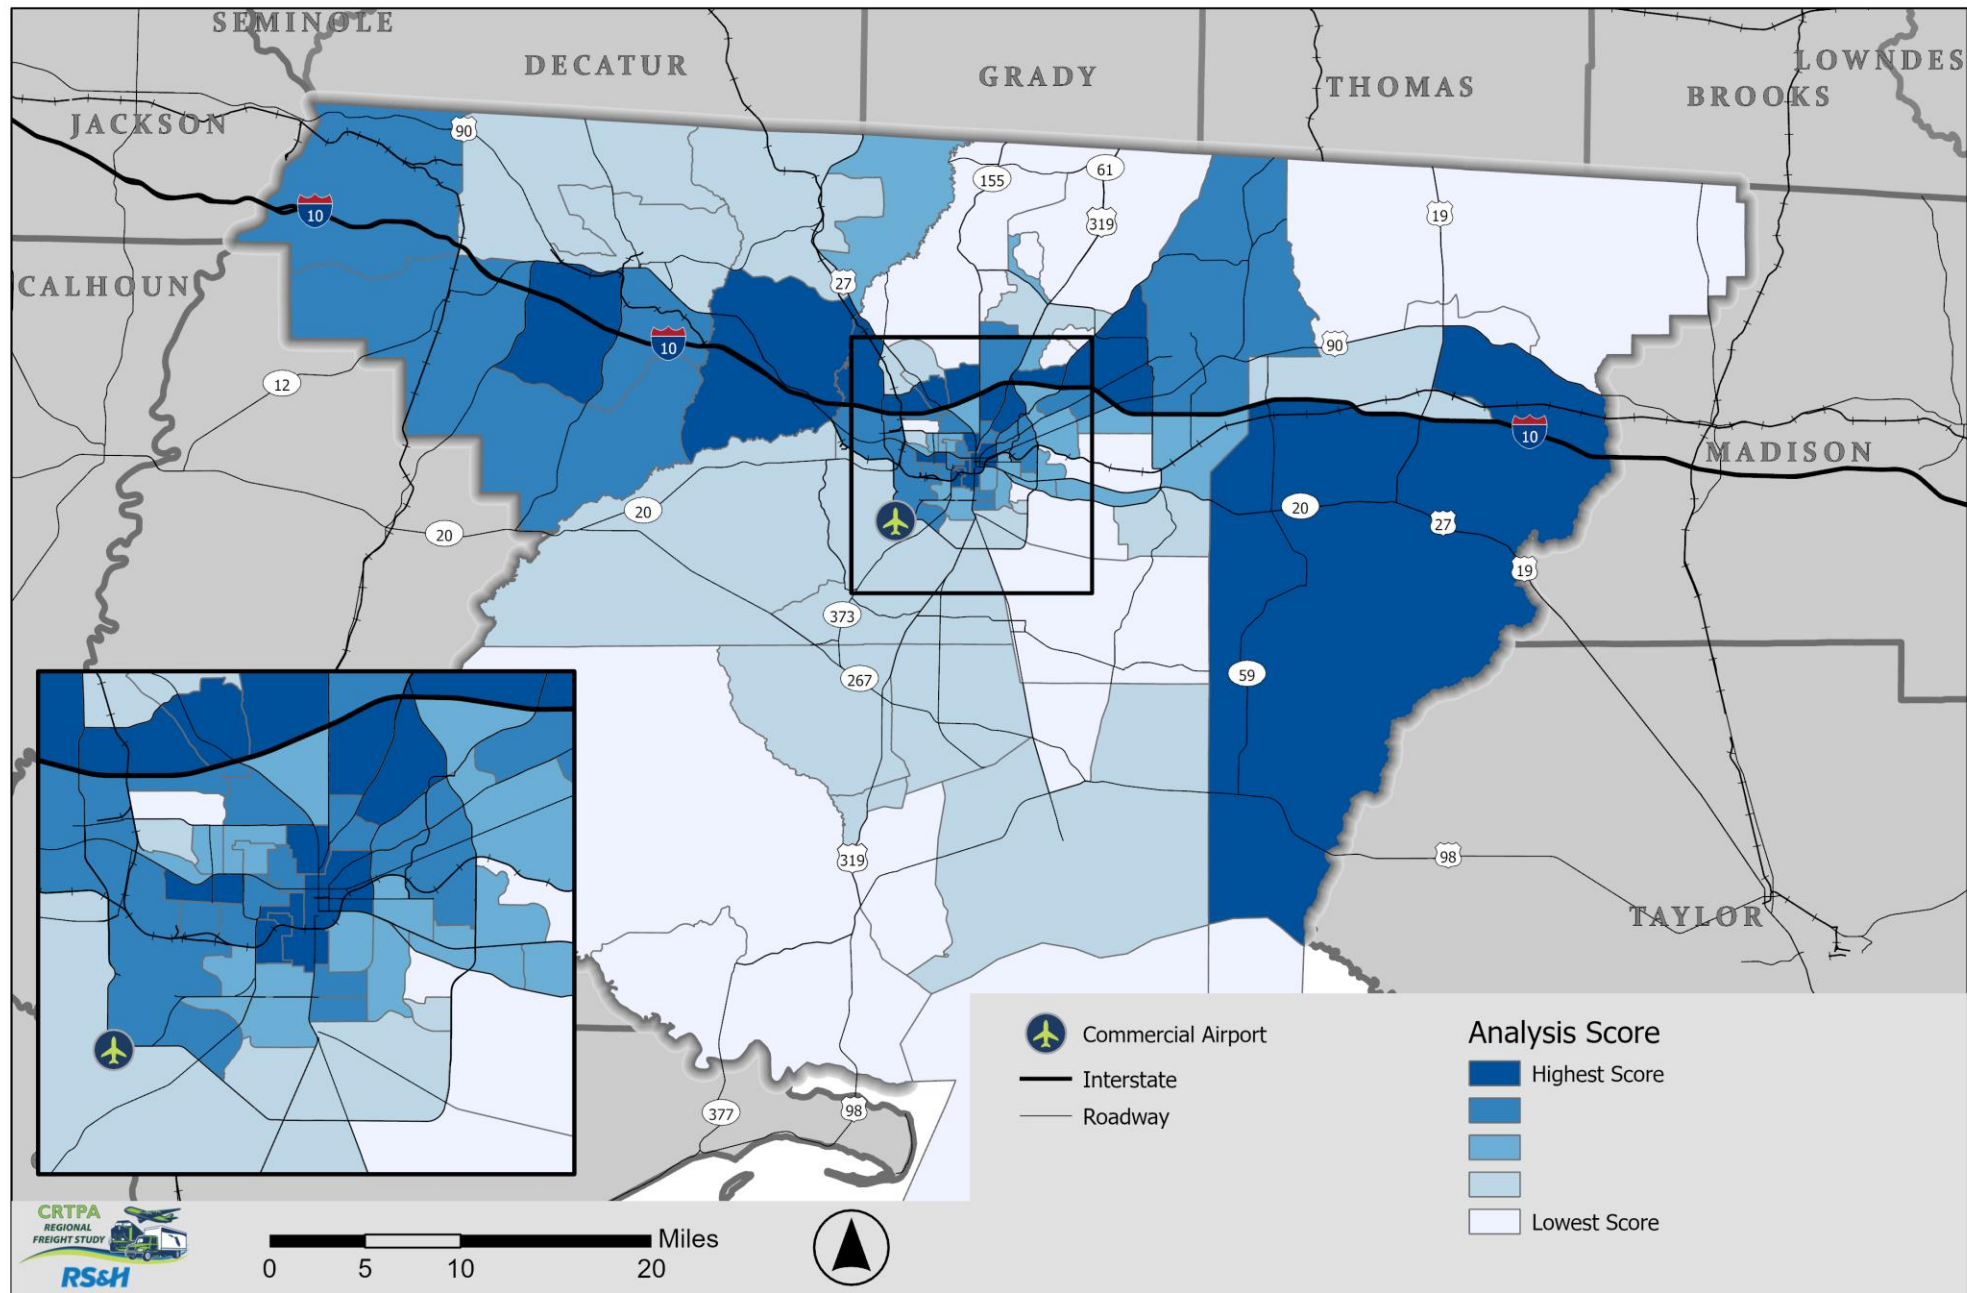 SEMINOLE
DECATUR
GRADY
THOMAS
LOWNDES
BROOKS
JACKSON
90
155
61
10
319
19
CALHOUN
27
10
90
12
10
MADISON
20
20
20
27
19
373
267
59
319
98
TAYLOR
377
98
Commercial Airport
Interstate
Roadway
Analysis Score
Highest Score
Lowest Score
CRTPA
REGIONAL
FREIGHT STUDY
RS&H
Miles
0 5 10 20